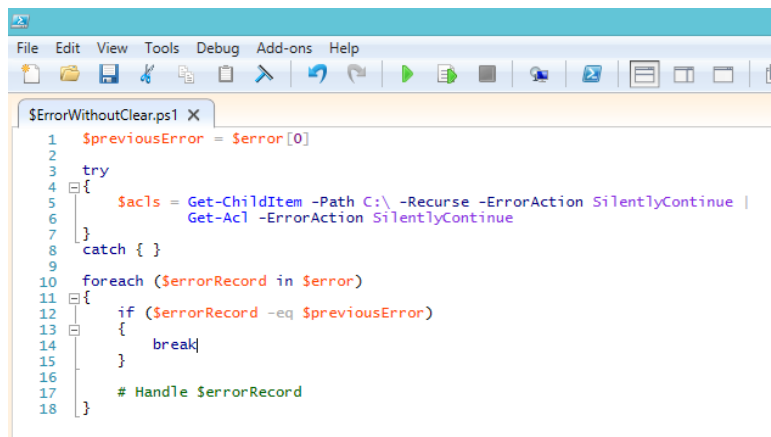 File Edit View Tools Debug Add-ons Help
$ErrorWithoutClear.ps1 X
1 $previousError = $error[0]
2
3 try
4 {
5 $acls = Get-ChildItem -Path C:\ -Recurse -ErrorAction SilentlyContinue |
6 Get-Acl -ErrorAction SilentlyContinue
7 }
8 catch { }
9
10 foreach ($errorRecord in $error)
11 {
12 if ($errorRecord -eq $previousError)
13 {
14 break
15 }
16
17 # Handle $errorRecord
18 }